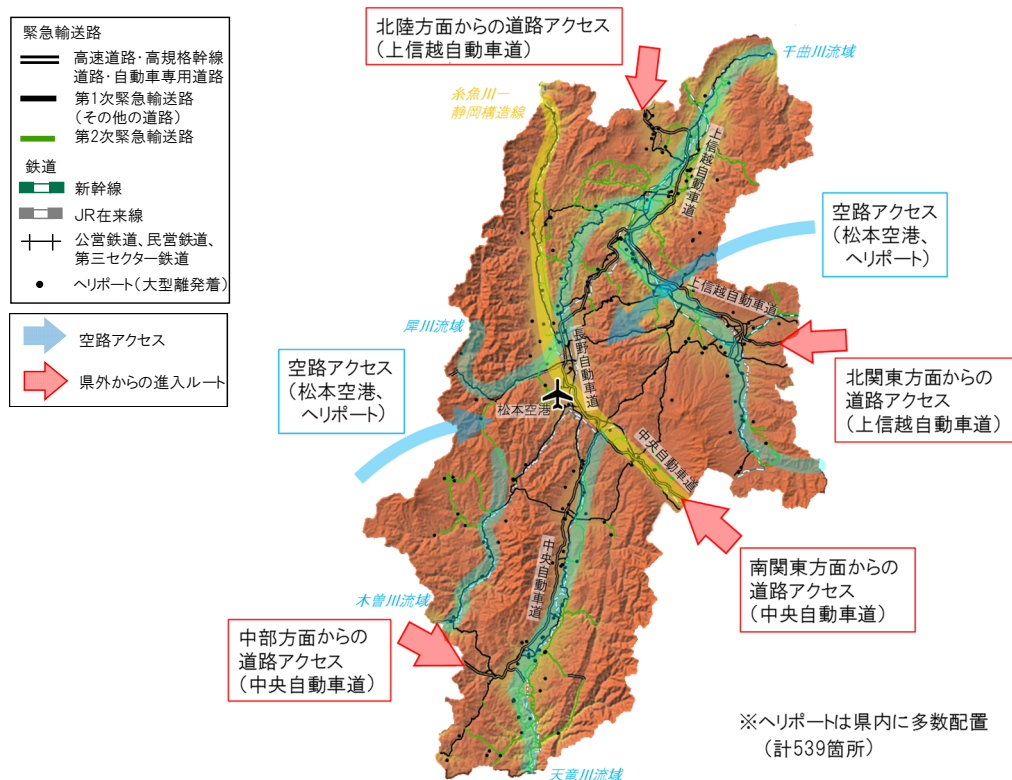 緊急輸送路
高速道路・高規格幹線
道路・自動車専用道路
第1次緊急輸送路
(その他の道路)
第2次緊急輸送路
鉄道
新幹線
JR在来線
公営鉄道、民営鉄道、
第三セクター鉄道
ヘリポート(大型離発着)
空路アクセス
県外からの進入ルート
北陸方面からの道路アクセス
(上信越自動車道)
千曲川流域
糸魚川ー
静岡構造線
上信越自動車道
空路アクセス
(松本空港、
ヘリポート)
上信越自動車道
犀川流域
長野自動車道
空路アクセス
(松本空港、
ヘリポート)
松本空港
北関東方面からの
道路アクセス
(上信越自動車道)
中央自動車道
中央自動車道
南関東方面からの
道路アクセス
(中央自動車道)
木曽川流域
中部方面からの
道路アクセス
(中央自動車道)
天竜川流域
※ヘリポートは県内に多数配置
(計539箇所)